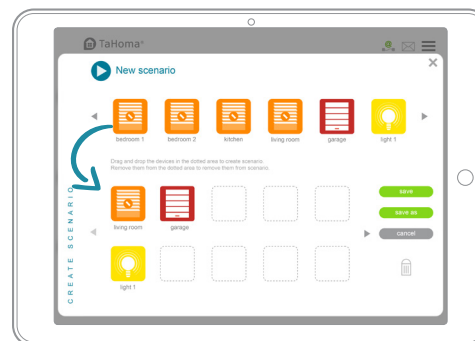 TaHoma®
New scenario
bedroom 1 bedroom 2 kitchen living room garage light 1
Drag and drop the devices in the dotted area to create scenario.
Remove them from the dotted area to remove them from scenario.
living room garage
save
save as
cancel
light 1
CREATE SCENARIO